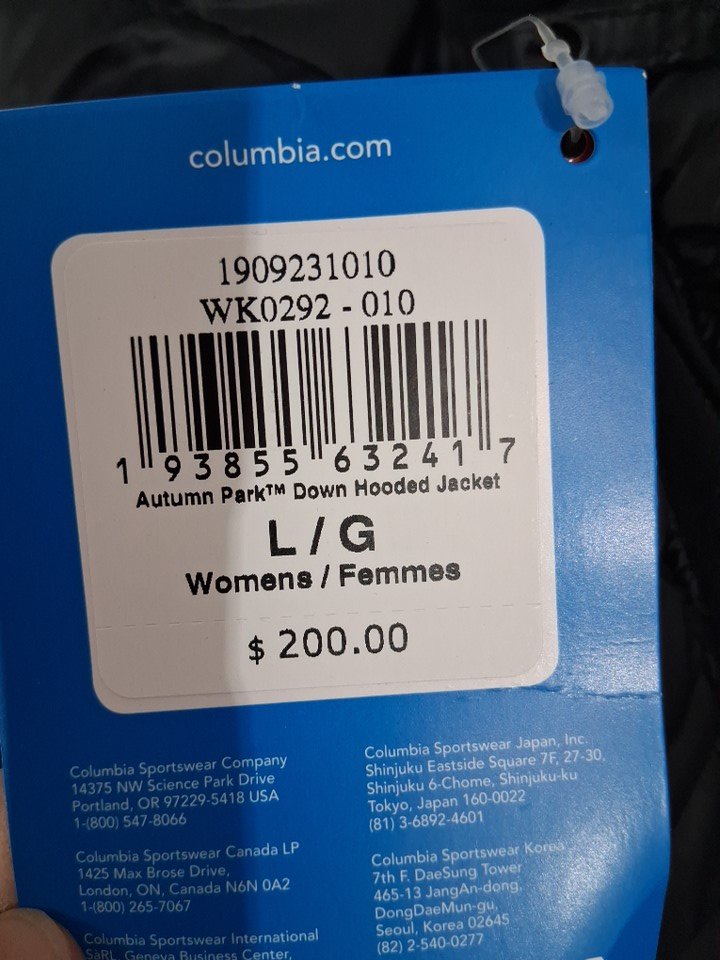 columbia.com
1909231010
WK0292 - 010
1 93855 63241 7
Autumn Park™ Down Hooded Jacket
L / G
Womens / Femmes
$ 200.00
Columbia Sportswear Company
14375 NW Science Park Drive
Portland, OR 97229-5418 USA
1-(800) 547-8066
Columbia Sportswear Canada LP
1425 Max Brose Drive,
London, ON, Canada N6N 0A2
1-(800) 265-7067
Columbia Sportswear International
SàRL, Geneva Business Center,
Columbia Sportswear Japan, Inc.
Shinjuku Eastside Square 7F, 27-30,
Shinjuku 6-Chome, Shinjuku-ku
Tokyo, Japan 160-0022
(81) 3-6892-4601
Columbia Sportswear Korea
7th F. DaeSung Tower
465-13 JangAn-dong,
DongDaeMun-gu,
Seoul, Korea 02645
(82) 2-540-0277